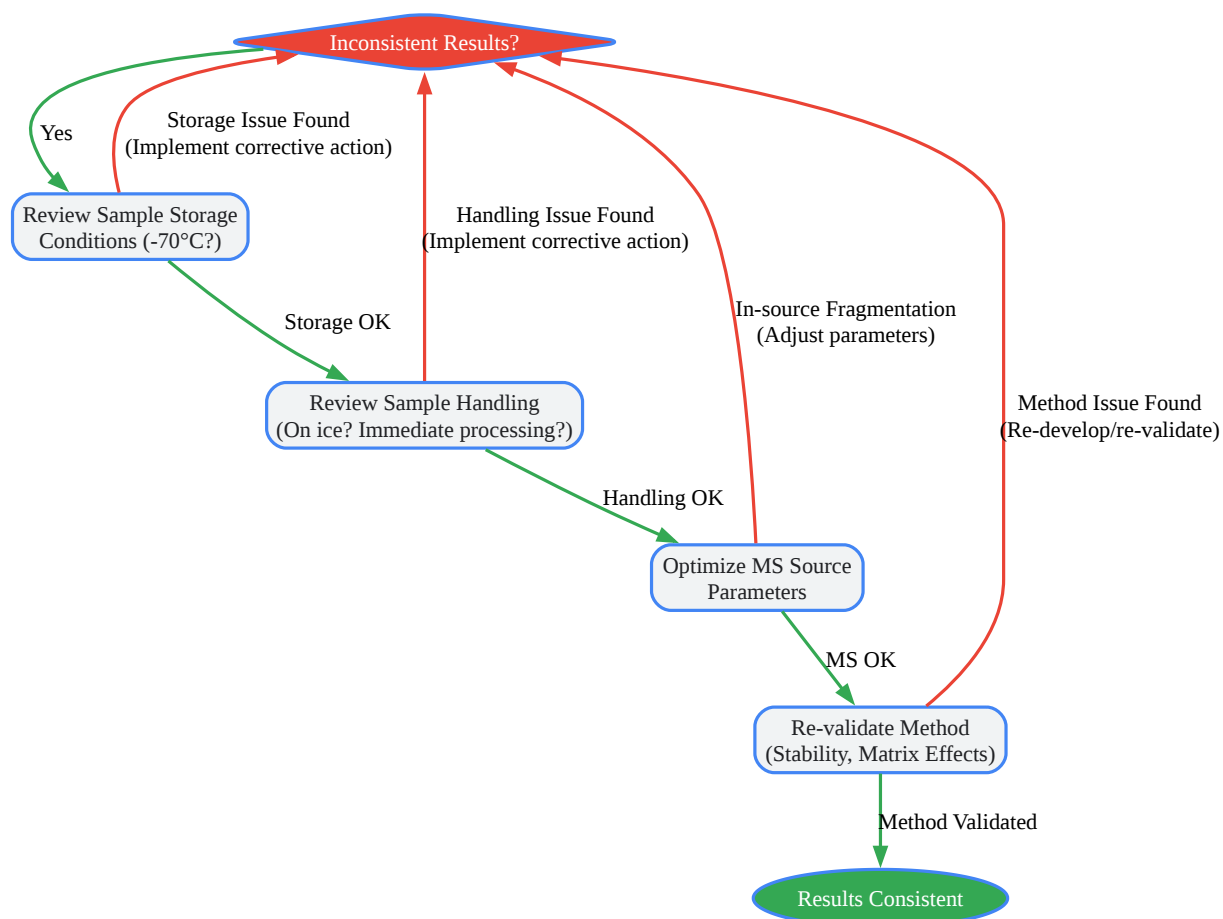 Inconsistent Results?
Yes
Storage Issue Found
(Implement corrective action)
Review Sample Storage
Conditions (-70°C?)
Handling Issue Found
(Implement corrective action)
Storage OK
In-source Fragmentation
(Adjust parameters)
Review Sample Handling
(On ice? Immediate processing?)
Method Issue Found
(Re-develop/re-validate)
Handling OK
Optimize MS Source
Parameters
MS OK
Re-validate Method
(Stability, Matrix Effects)
Method Validated
Results Consistent